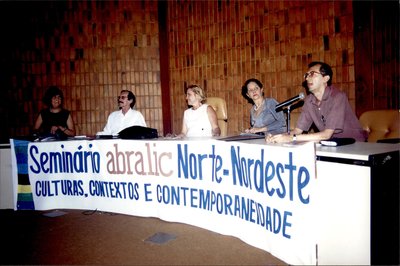 Seminário abralic Norte-Nordeste
CULTURAS, CONTEXTOS E CONTEMPORANEIDADE